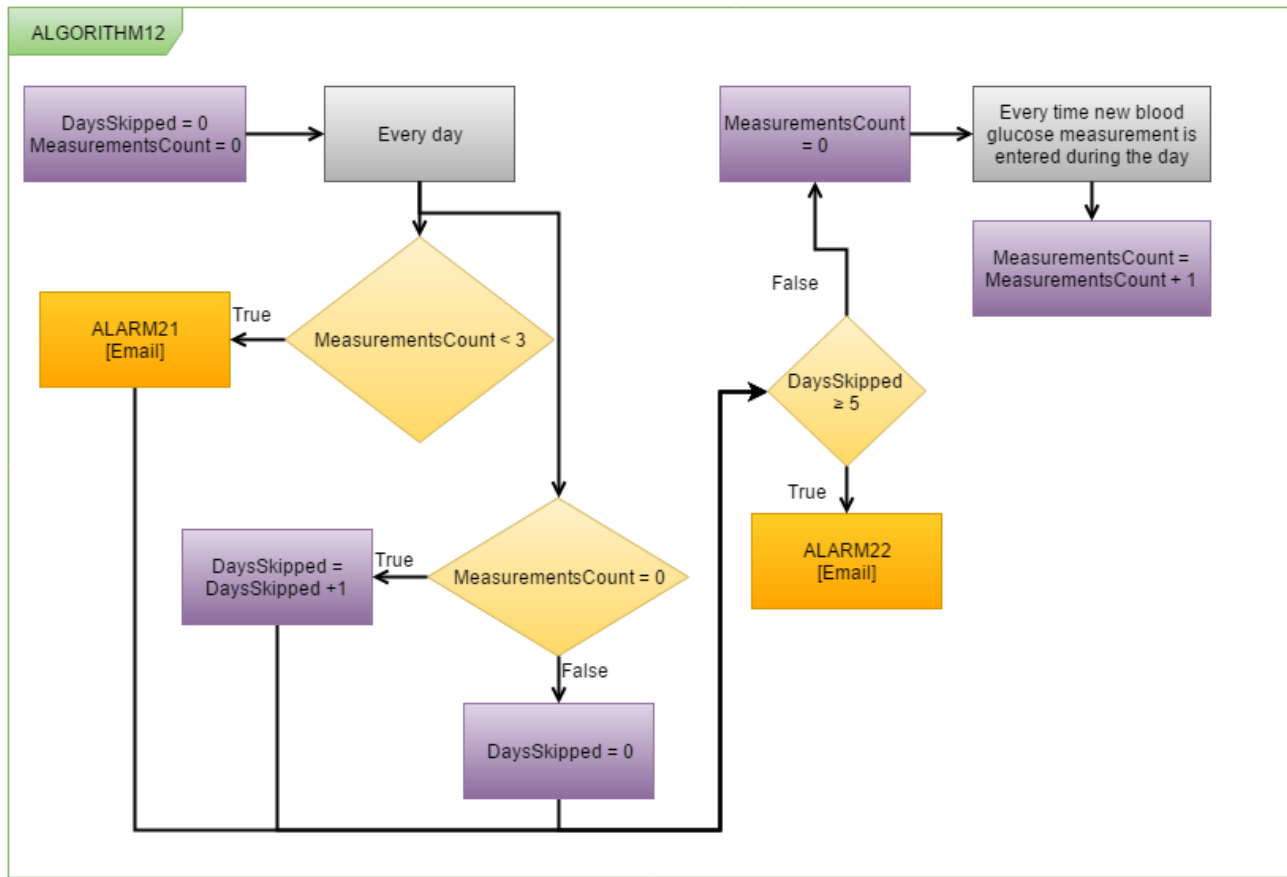 ALGORITHM12
DaysSkipped = 0
MeasurementsCount = 0
Every day
MeasurementsCount
= 0
Every time new blood
glucose measurement is
entered during the day
MeasurementsCount =
MeasurementsCount + 1
False
True
ALARM21
[Email]
MeasurementsCount < 3
DaysSkipped
≥ 5
True
ALARM22
[Email]
DaysSkipped =
DaysSkipped +1
True
MeasurementsCount = 0
False
DaysSkipped = 0